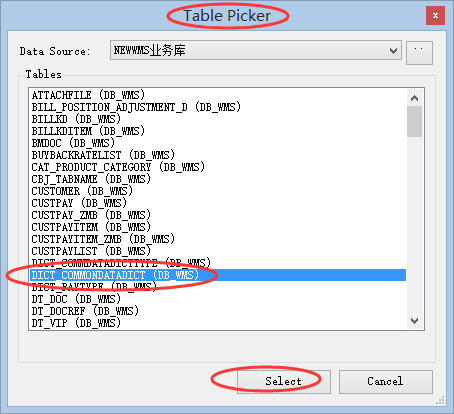 Table Picker
x
Data Source: NEWWMS业务库 ..
Tables
ATTACHFILE (DB_WMS)
BILL_POSITION_ADJUSTMENT_D (DB_WMS)
BILLKD (DB_WMS)
BILLKDITEM (DB_WMS)
BMDOC (DB_WMS)
BUYBACKRATELIST (DB_WMS)
CAT_PRODUCT_CATEGORY (DB_WMS)
CBJ_TABNAME (DB_WMS)
CUSTOMER (DB_WMS)
CUSTPAY (DB_WMS)
CUSTPAY_ZMB (DB_WMS)
CUSTPAYITEM (DB_WMS)
CUSTPAYITEM_ZMB (DB_WMS)
CUSTPAYLIST (DB_WMS)
DICT_COMMDATADICTTYPE (DB_WMS)
DICT_COMMONDATADICT (DB_WMS)
DICT_PAYTYPE (DB_WMS)
DT_DOC (DB_WMS)
DT_DOCREF (DB_WMS)
DT_VIP (DB_WMS)
Select Cancel